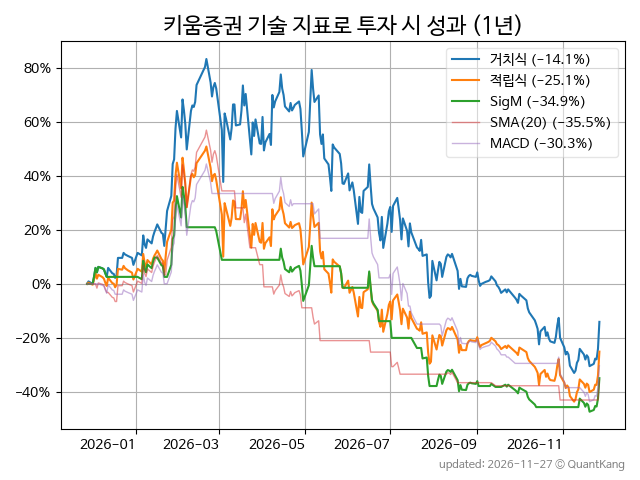 키움증권 기술 지표로 투자 시 성과 (1년)
거치식 (−14.1%)
적립식 (−25.1%)
SigM (−34.9%)
SMA(20) (−35.5%)
MACD (−30.3%)
80%
60%
40%
20%
0%
−20%
−40%
2026-01
2026-03
2026-05
2026-07
2026-09
2026-11
updated: 2026-11-27 © QuantKang